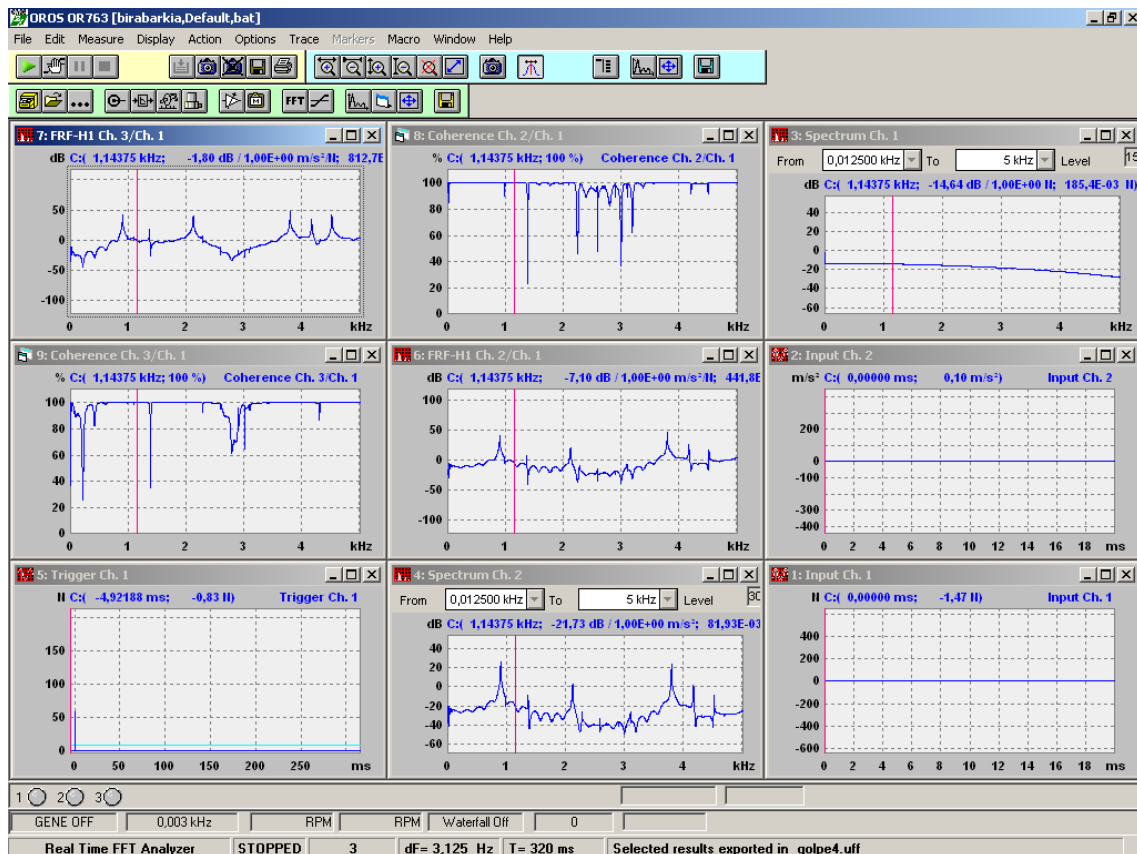 OROS OR763 [birabarkia,Default,bat]
File Edit Measure Display Action Options Trace Markers Macro Window Help
FFT
7: FRF-H1 Ch. 3/Ch. 1
dB C:( 1,14375 kHz; -1,80 dB / 1,00E+00 m/s²/N; 812,7E
50
0
-50
-100
0 1 2 3 4 kHz
8: Coherence Ch. 2/Ch. 1
% C:( 1,14375 kHz; 100 %) Coherence Ch. 2/Ch. 1
100
80
60
40
20
0
0 1 2 3 4 kHz
3: Spectrum Ch. 1
From 0,012500 kHz To 5 kHz Level 15
dB C:( 1,14375 kHz; -14,64 dB / 1,00E+00 N; 185,4E-03 N)
40
20
0
-20
-40
-60
0 1 2 3 4 kHz
9: Coherence Ch. 3/Ch. 1
% C:( 1,14375 kHz; 100 %) Coherence Ch. 3/Ch. 1
100
80
60
40
20
0
0 1 2 3 4 kHz
6: FRF-H1 Ch. 2/Ch. 1
dB C:( 1,14375 kHz; -7,10 dB / 1,00E+00 m/s²/N; 441,8E
100
50
0
-50
-100
0 1 2 3 4 kHz
2: Input Ch. 2
m/s² C:( 0,00000 ms; 0,10 m/s²) Input Ch. 2
200
0
-100
-300
-400
0 2 4 6 8 10 12 14 16 18 ms
5: Trigger Ch. 1
N C:( -4,92188 ms; -0,83 N) Trigger Ch. 1
150
100
50
0
0 50 100 150 200 250 ms
4: Spectrum Ch. 2
From 0,012500 kHz To 5 kHz Level 30
dB C:( 1,14375 kHz; -21,73 dB / 1,00E+00 m/s²; 81,93E-03
40
20
0
-20
-40
-60
0 1 2 3 4 kHz
1: Input Ch. 1
N C:( 0,00000 ms; -1,47 N) Input Ch. 1
400
200
0
-200
-400
-600
0 2 4 6 8 10 12 14 16 18 ms
1 2 3
GENE OFF 0,003 kHz RPM RPM Waterfall Off 0
Real Time FFT Analyzer STOPPED 3 dF= 3,125 Hz T= 320 ms Selected results exported in golpe4.uff